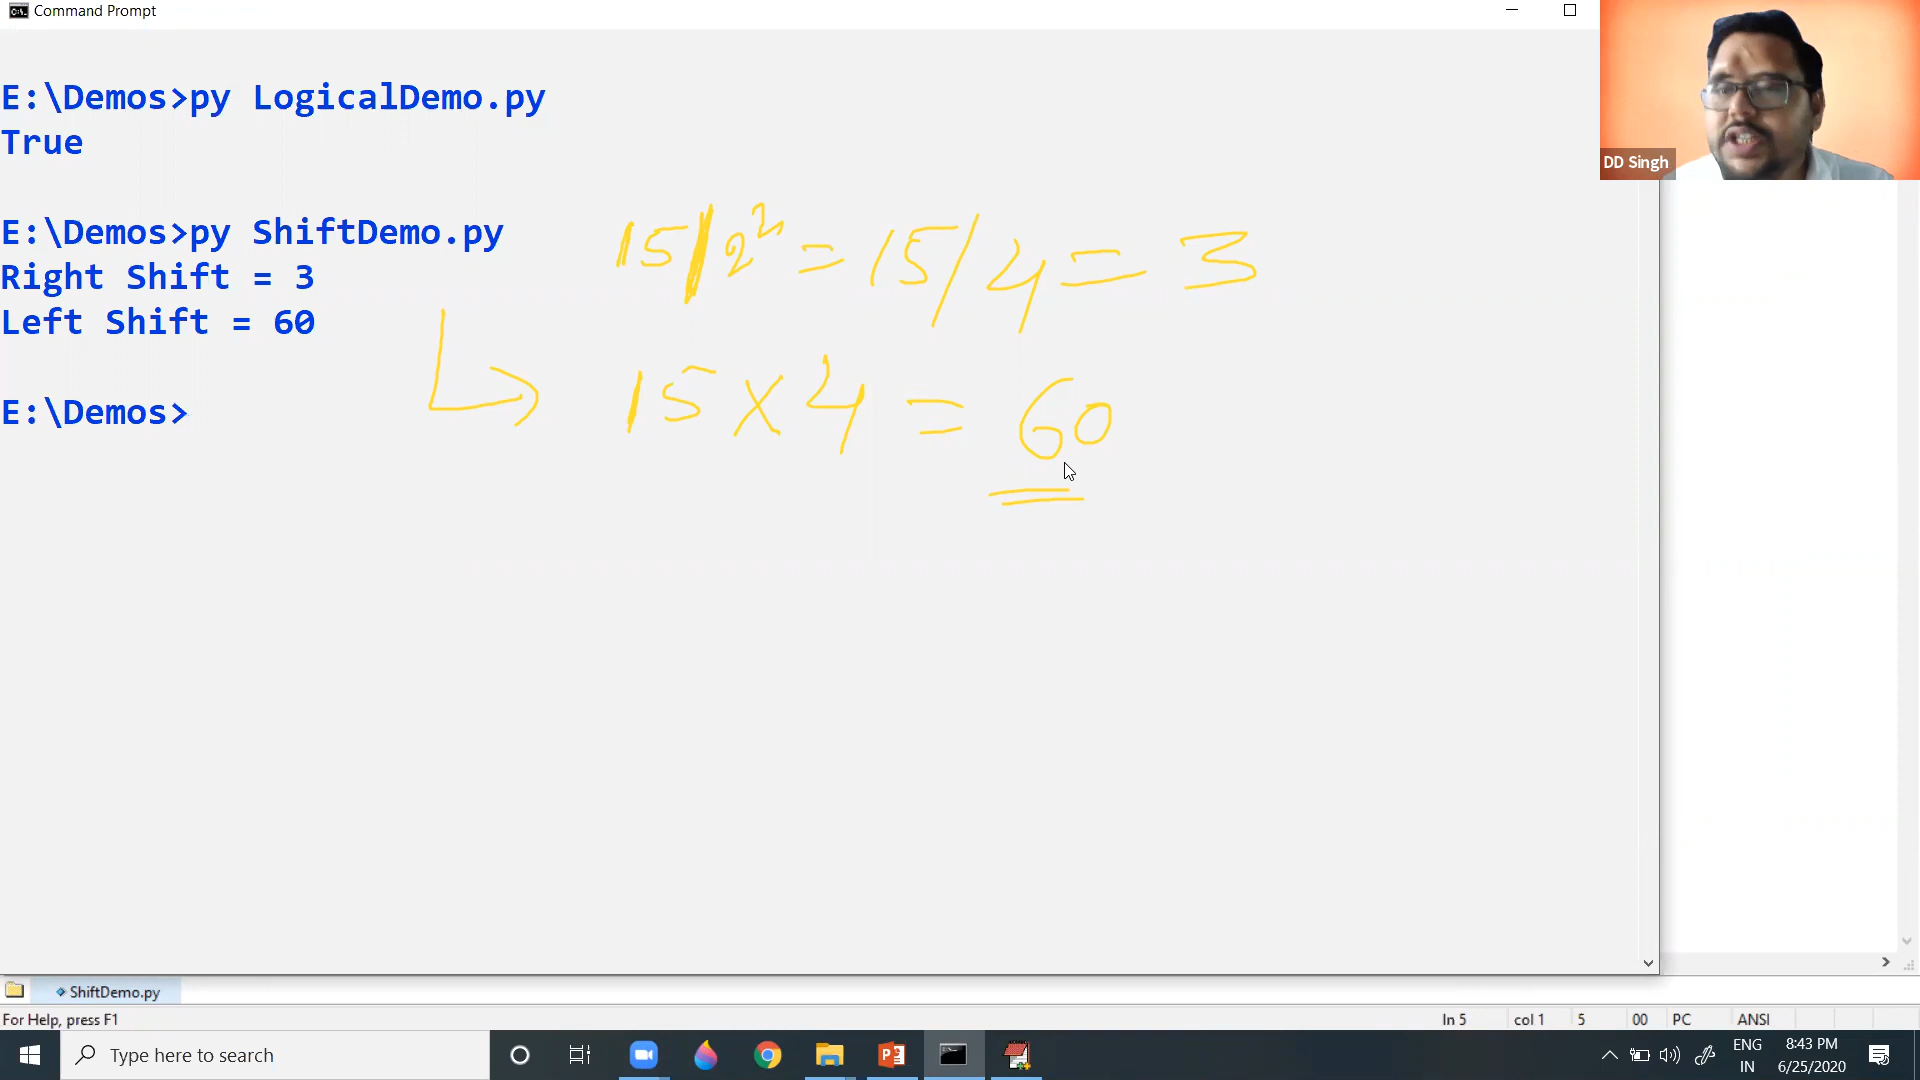 Command Prompt
DD Singh
E:\Demos>py LogicalDemo.py
True
E:\Demos>py ShiftDemo.py
Right Shift = 3
Left Shift = 60
E:\Demos>
15/2² = 15/4 = 3
15 x 4 = 60
ShiftDemo.py
For Help, press F1
ln 5 col 1 5 00 PC ANSI
Type here to search
ENG
IN
8:43 PM
6/25/2020